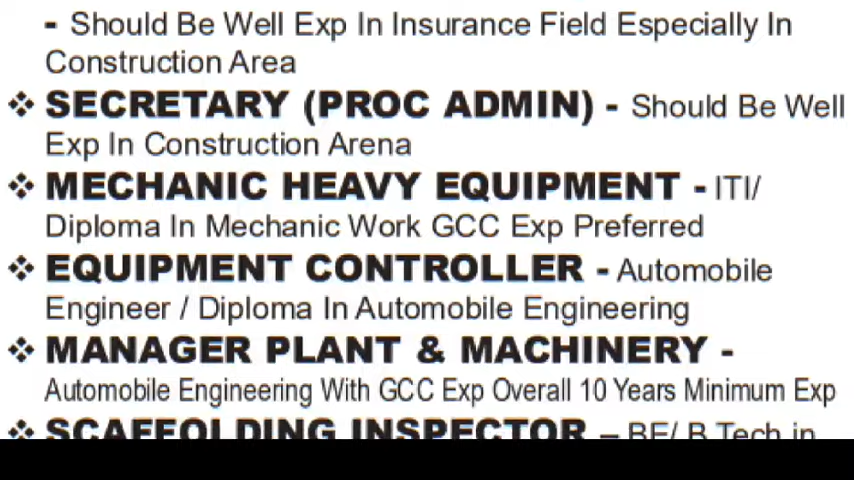 - Should Be Well Exp In Insurance Field Especially In
Construction Area
❖ SECRETARY (PROC ADMIN) - Should Be Well
Exp In Construction Arena
❖ MECHANIC HEAVY EQUIPMENT - ITI/
Diploma In Mechanic Work GCC Exp Preferred
❖ EQUIPMENT CONTROLLER - Automobile
Engineer / Diploma In Automobile Engineering
❖ MANAGER PLANT & MACHINERY -
Automobile Engineering With GCC Exp Overall 10 Years Minimum Exp
❖ SCAFFOLDING INSPECTOR – BE/ B.Tech in